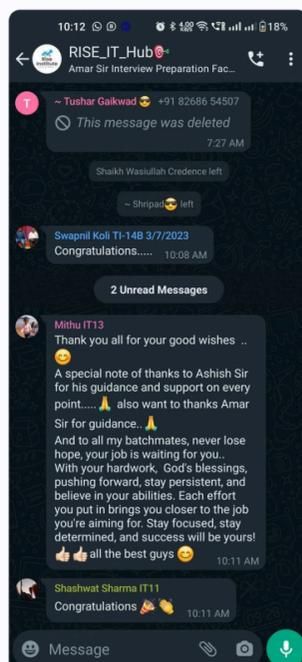 10:12
4.00 KB/S
18%
Rise Institute
RISE_IT_Hub🎯
Amar Sir Interview Preparation Fac...
T
~ Tushar Gaikwad 😎 +91 82686 54507
This message was deleted
7:27 AM
Shaikh Wasiullah Credence left
~ Shripad😎 left
Swapnil Koli TI-14B 3/7/2023
Congratulations..... 10:08 AM
2 Unread Messages
Mithu IT13
Thank you all for your good wishes ..
😊
A special note of thanks to Ashish Sir
for his guidance and support on every
point.....🙏 also want to thanks Amar
Sir for guidance..🙏
And to all my batchmates, never lose
hope, your job is waiting for you..
With your hardwork, God's blessings,
pushing forward, stay persistent, and
believe in your abilities. Each effort
you put in brings you closer to the job
you're aiming for. Stay focused, stay
determined, and success will be yours!
👍🏻👍🏻all the best guys 😊
10:11 AM
Shashwat Sharma IT11
Congratulations 🎉👏 10:11 AM
Message